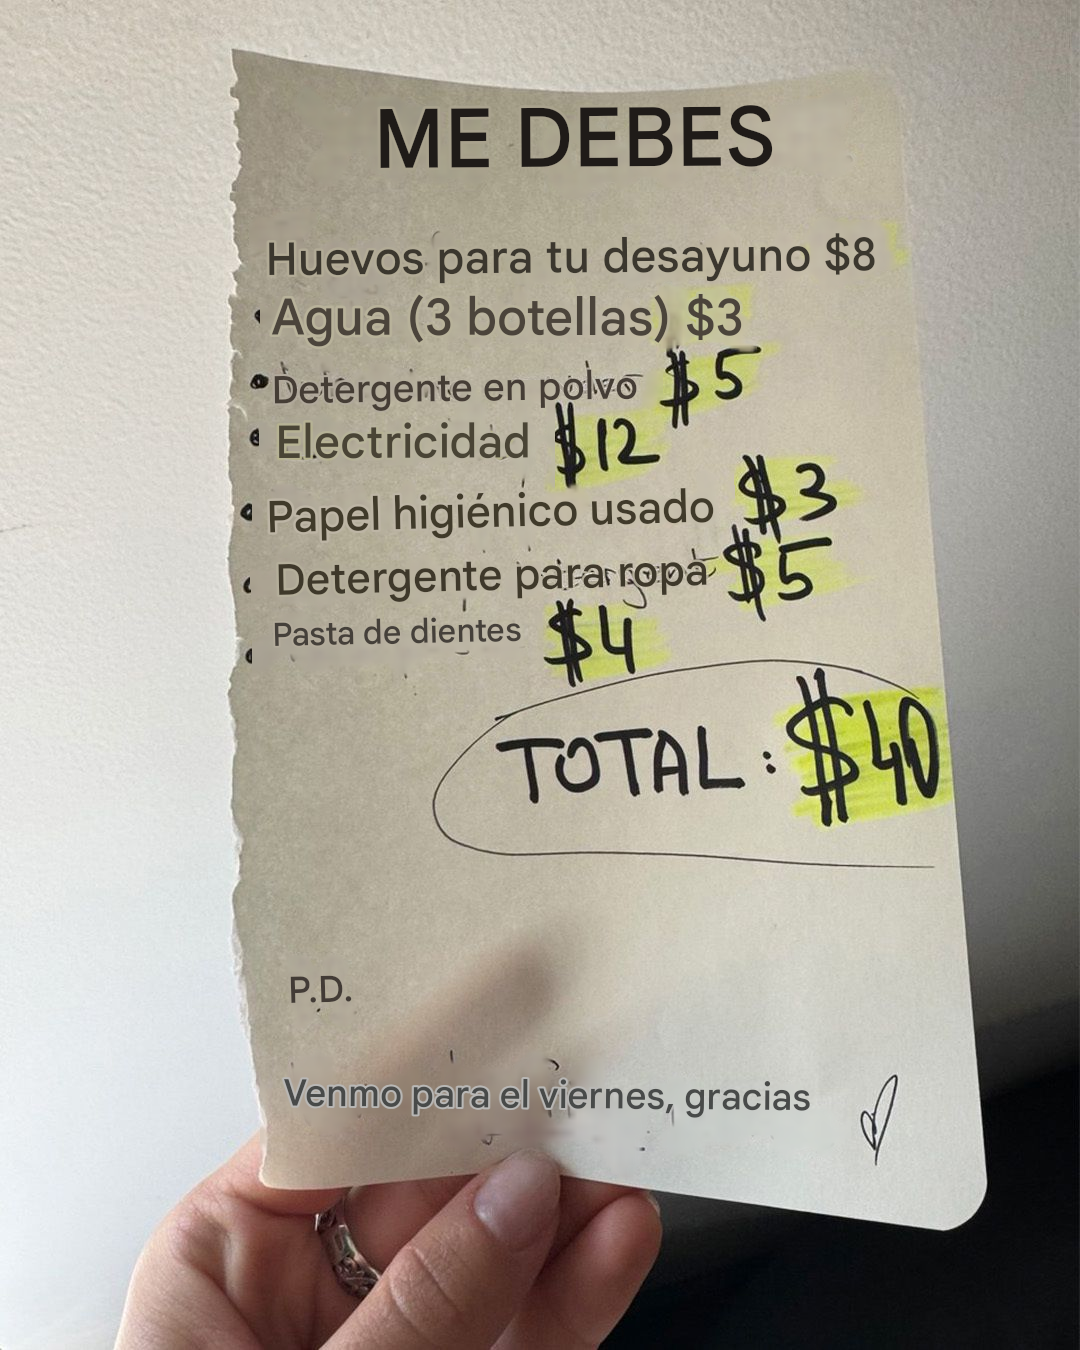 ME DEBES
Huevos para tu desayuno $8
Agua (3 botellas) $3
Detergente en polvo $5
Electricidad $12
Papel higiénico usado $3
Detergente para ropa $5
Pasta de dientes $4
TOTAL: $40
P.D.
Venmo para el viernes, gracias